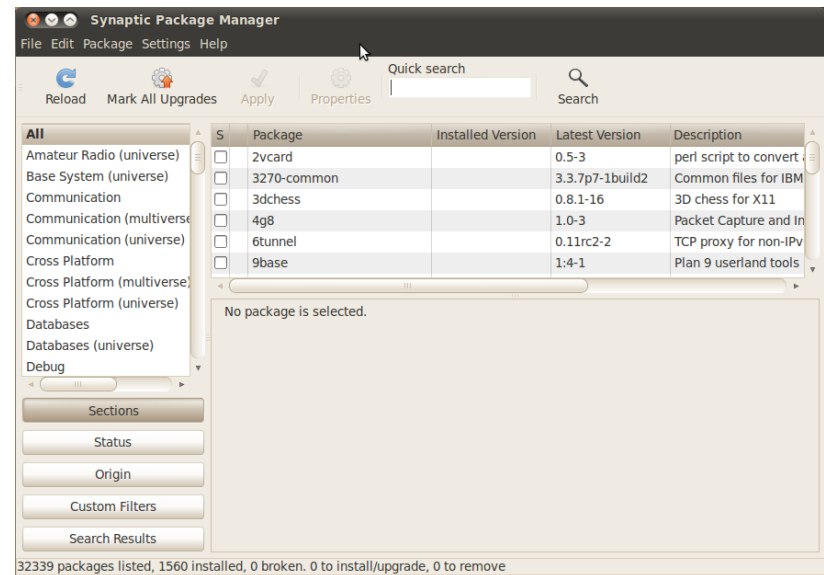 Synaptic Package Manager
File Edit Package Settings Help
Quick search
Reload Mark All Upgrades Apply Properties Search
All
Amateur Radio (universe)
Base System (universe)
Communication
Communication (multiverse
Communication (universe)
Cross Platform
Cross Platform (multiverse)
Cross Platform (universe)
Databases
Databases (universe)
Debug
Sections
Status
Origin
Custom Filters
Search Results
S Package Installed Version Latest Version Description
2vcard 0.5-3 perl script to convert
3270-common 3.3.7p7-1build2 Common files for IBM
3dchess 0.8.1-16 3D chess for X11
4g8 1.0-3 Packet Capture and In
6tunnel 0.11rc2-2 TCP proxy for non-IPv
9base 1:4-1 Plan 9 userland tools
No package is selected.
32339 packages listed, 1560 installed, 0 broken. 0 to install/upgrade, 0 to remove